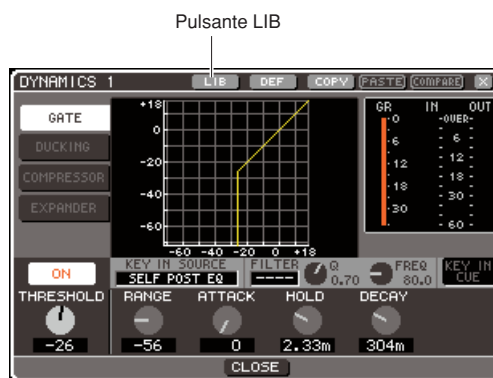 Pulsante LIB
DYNAMICS 1 LIB DEF COPY PASTE COMPARE X
GATE
DUCKING
COMPRESSOR
EXPANDER
+18
0
-20
-40
-60
-60 -40 -20 0 +18
GR IN OUT
0 -OVER-
6 6
12 12
18 18
30 30
60
ON
KEY IN SOURCE FILTER Q FREQ KEY IN
SELF POST EQ ---- 0.70 80.0 CUE
THRESHOLD RANGE ATTACK HOLD DECAY
-26 -56 0 2.33m 304m
CLOSE